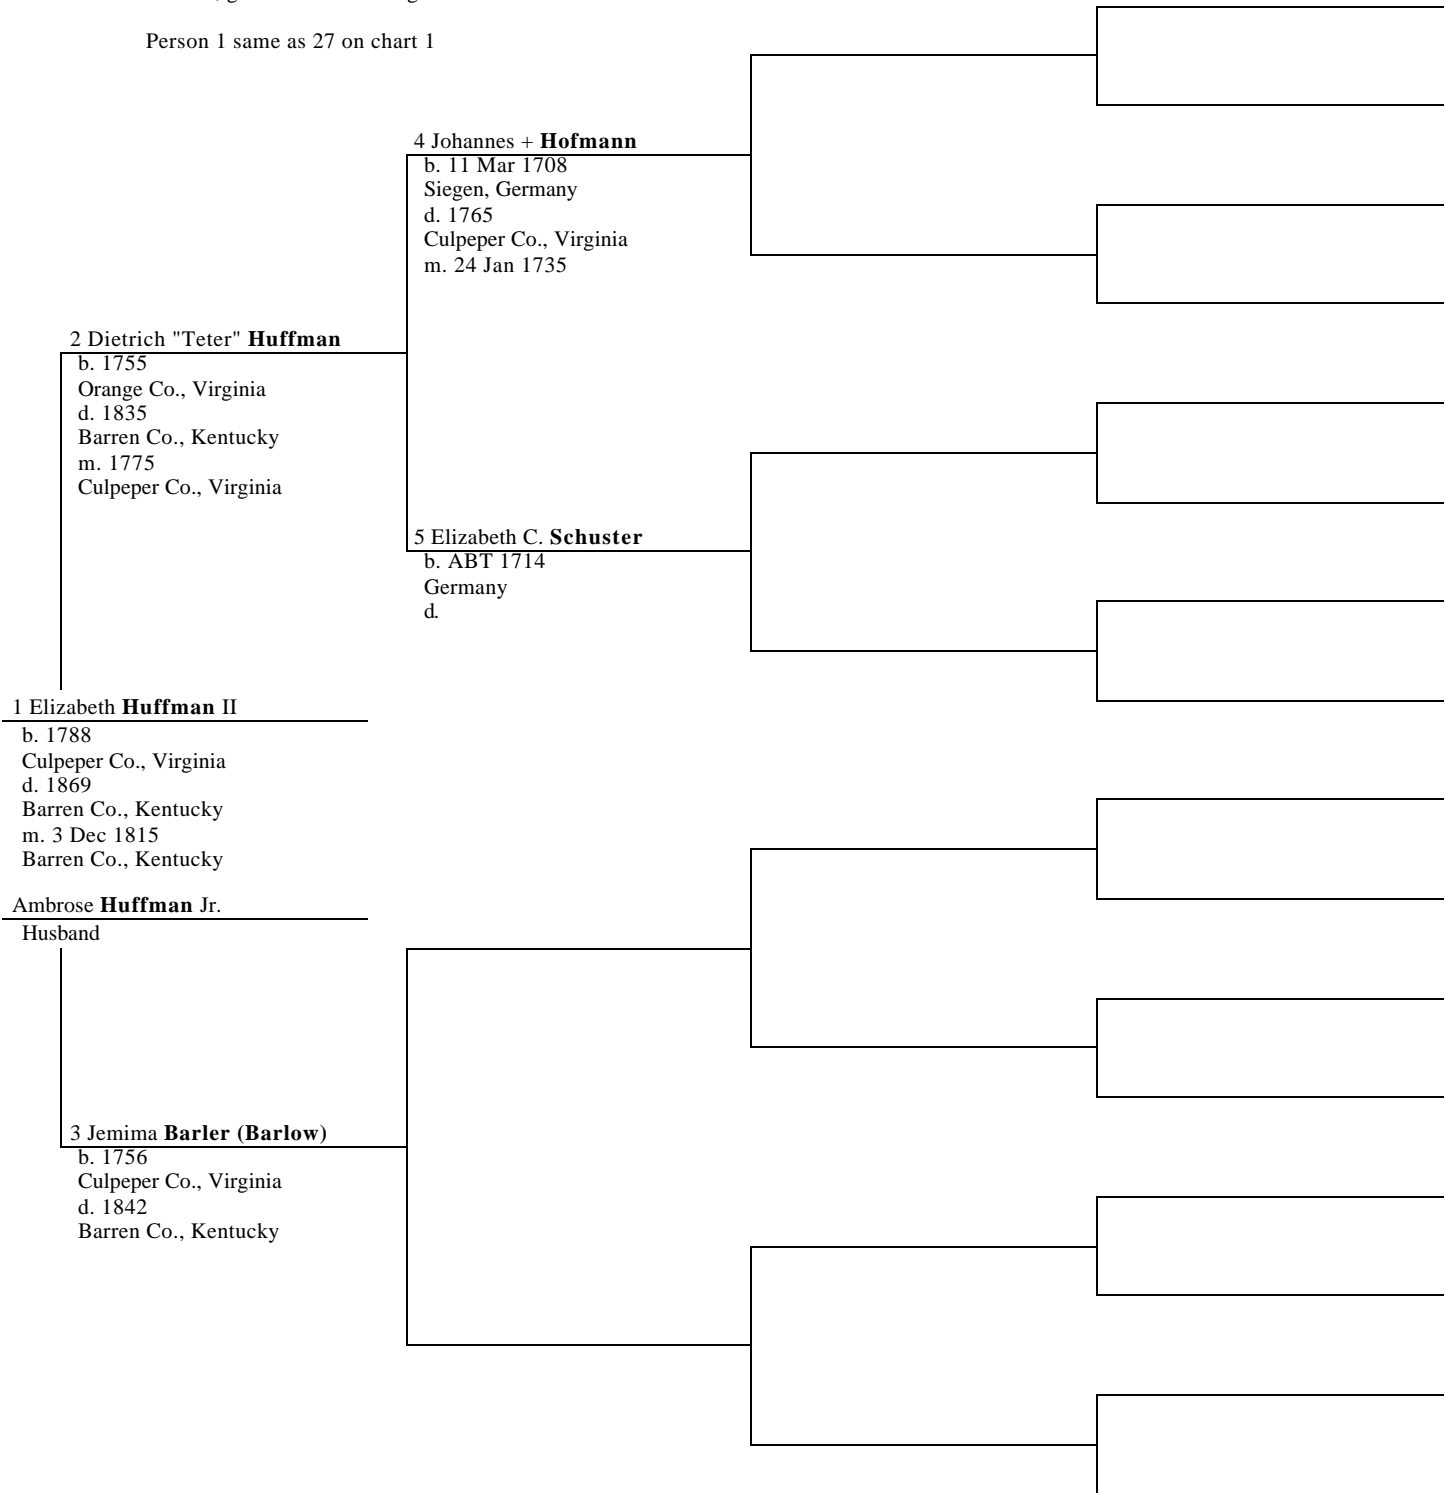 Person 1 same as 27 on chart 1
4 Johannes + Hofmann
b. 11 Mar 1708
Siegen, Germany
d. 1765
Culpeper Co., Virginia
m. 24 Jan 1735
2 Dietrich "Teter" Huffman
b. 1755
Orange Co., Virginia
d. 1835
Barren Co., Kentucky
m. 1775
Culpeper Co., Virginia
5 Elizabeth C. Schuster
b. ABT 1714
Germany
d.
1 Elizabeth Huffman II
b. 1788
Culpeper Co., Virginia
d. 1869
Barren Co., Kentucky
m. 3 Dec 1815
Barren Co., Kentucky
Ambrose Huffman Jr.
Husband
3 Jemima Barler (Barlow)
b. 1756
Culpeper Co., Virginia
d. 1842
Barren Co., Kentucky